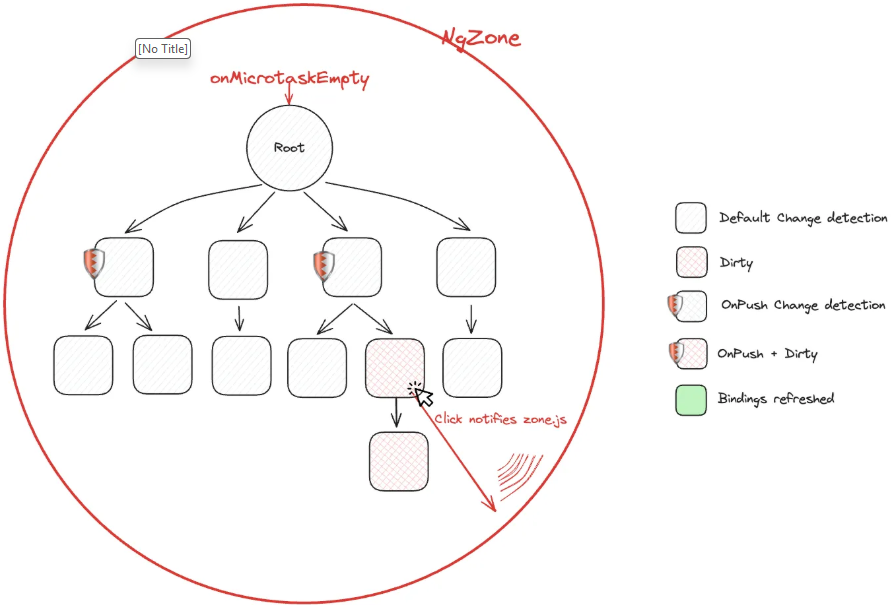 NgZone
[No Title]
onMicrotaskEmpty
Root
Default Change detection
Dirty
OnPush Change detection
OnPush + Dirty
Bindings refreshed
Click notifies zone.js